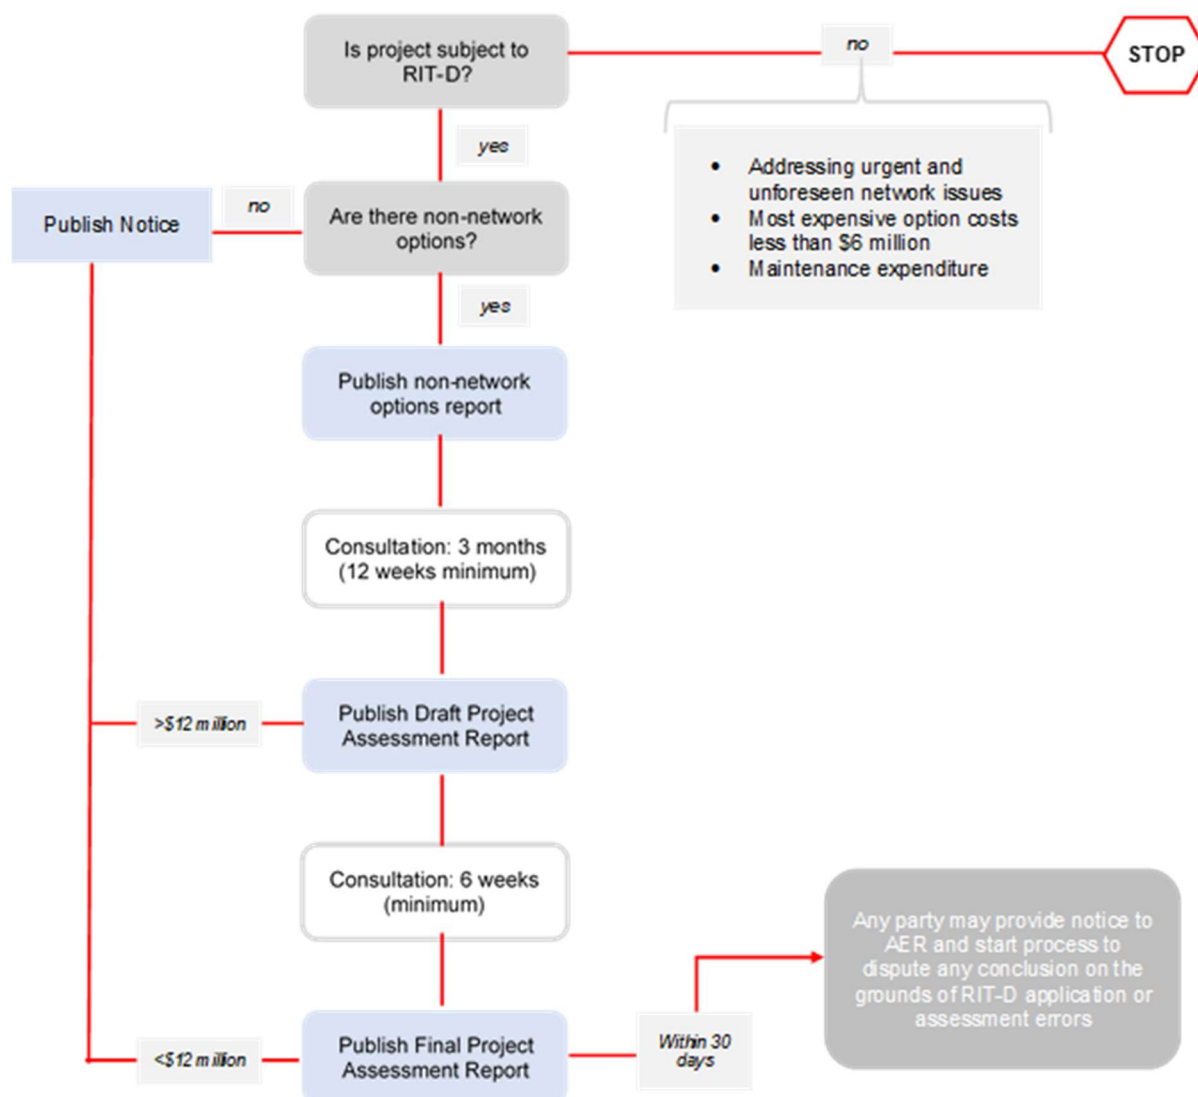 Is project subject to
RIT-D?
no
STOP
yes
• Addressing urgent and
unforeseen network issues
• Most expensive option costs
less than $6 million
• Maintenance expenditure
Publish Notice
no
Are there non-network
options?
yes
Publish non-network
options report
Consultation: 3 months
(12 weeks minimum)
>$12 million
Publish Draft Project
Assessment Report
Consultation: 6 weeks
(minimum)
Any party may provide notice to
AER and start process to
dispute any conclusion on the
grounds of RIT-D application or
assessment errors
<$12 million
Publish Final Project
Assessment Report
Within 30
days